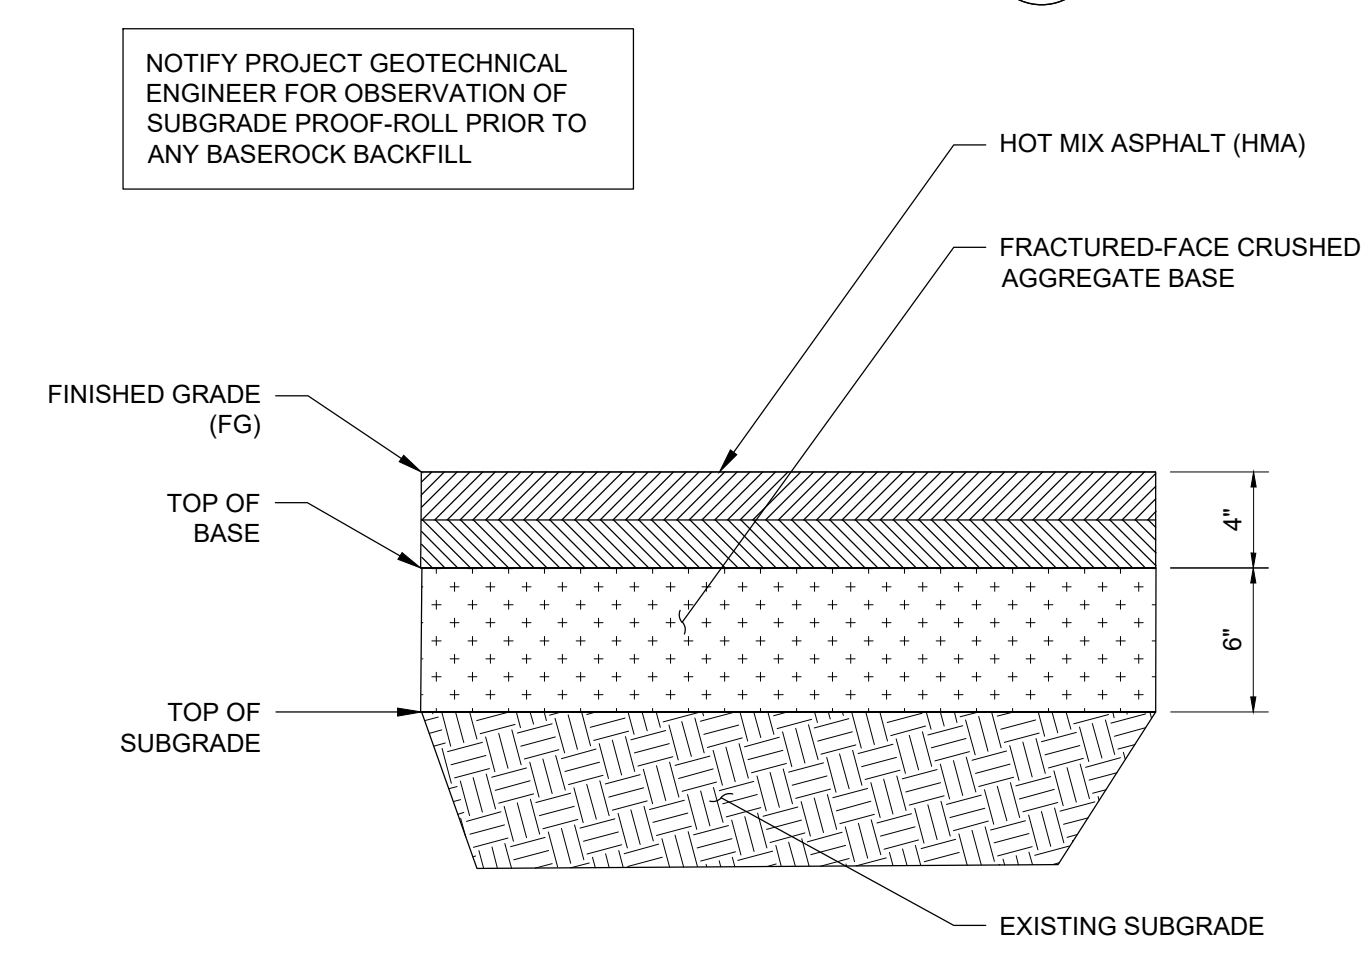 NOTIFY PROJECT GEOTECHNICAL
ENGINEER FOR OBSERVATION OF
SUBGRADE PROOF-ROLL PRIOR TO
ANY BASEROCK BACKFILL
HOT MIX ASPHALT (HMA)
FRACTURED-FACE CRUSHED
AGGREGATE BASE
FINISHED GRADE
(FG)
TOP OF
BASE
4"
6"
TOP OF
SUBGRADE
EXISTING SUBGRADE